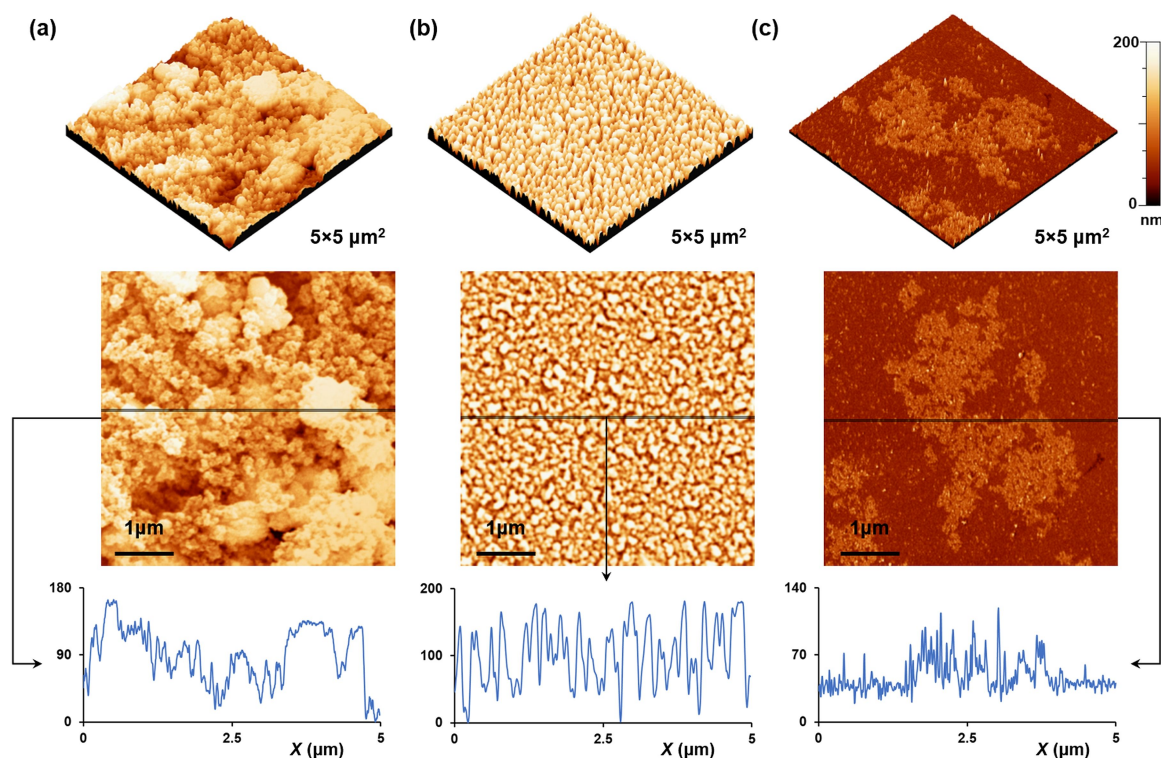 (a) (b) (c)
200
0
nm
5×5 µm² 5×5 µm² 5×5 µm²
1µm 1µm 1µm
180 200 140
90 100 70
0 0 0
0 2.5 5 0 2.5 5 0 2.5 5
X (µm) X (µm) X (µm)